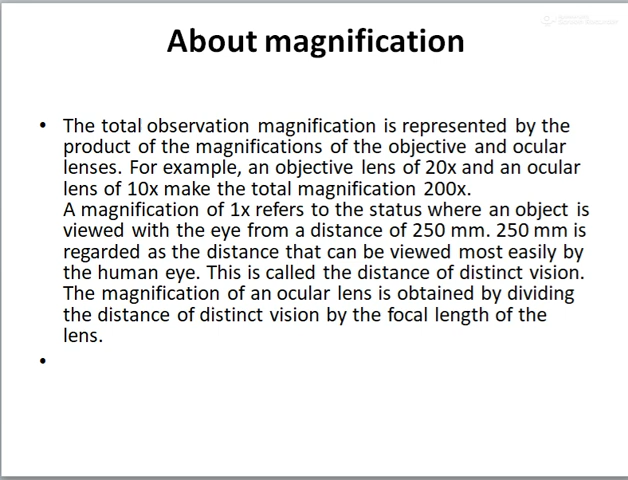 About magnification
• The total observation magnification is represented by the
product of the magnifications of the objective and ocular
lenses. For example, an objective lens of 20x and an ocular
lens of 10x make the total magnification 200x.
A magnification of 1x refers to the status where an object is
viewed with the eye from a distance of 250 mm. 250 mm is
regarded as the distance that can be viewed most easily by
the human eye. This is called the distance of distinct vision.
The magnification of an ocular lens is obtained by dividing
the distance of distinct vision by the focal length of the
lens.
•